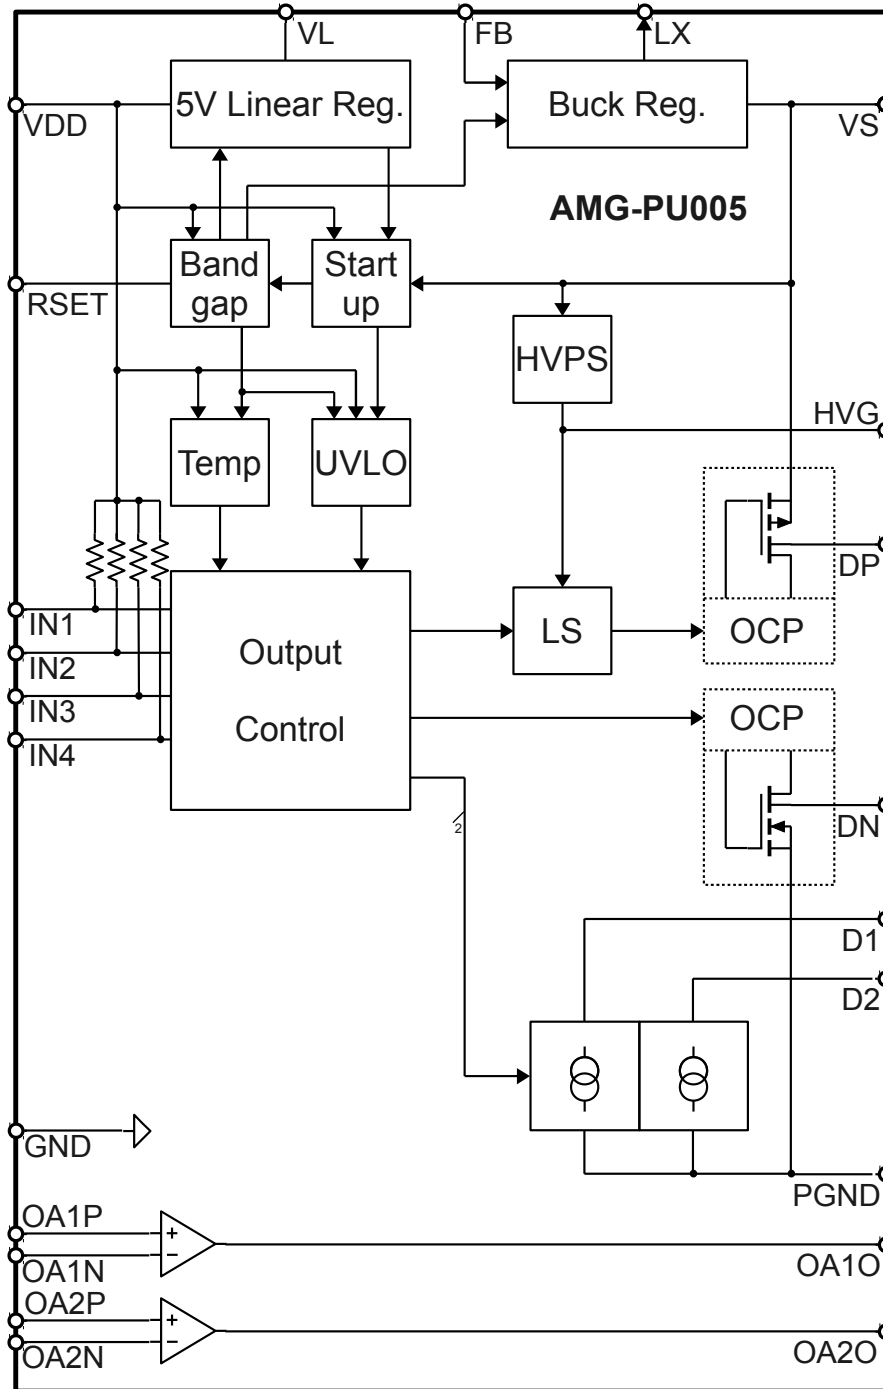 VL
FB
LX
5V Linear Reg.
Buck Reg.
VDD
VS
AMG-PU005
Band
gap
Start
up
RSET
HVPS
HVG
Temp
UVLO
DP
IN1
IN2
IN3
IN4
Output
Control
LS
OCP
OCP
2
DN
D1
D2
GND
PGND
OA1P
+
−
OA1N
OA1O
OA2P
+
−
OA2N
OA2O